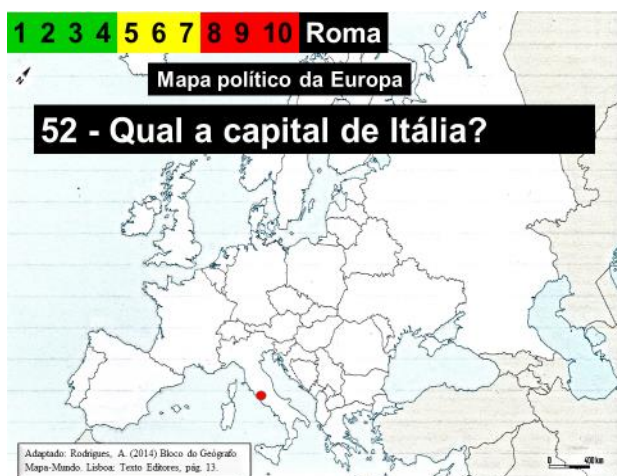 1 2 3 4 5 6 7 8 9 10 Roma
Mapa político da Europa
52 - Qual a capital de Itália?
Adaptado: Rodrigues, A. (2014) Bloco do Geógrafo
Mapa-Mundo. Lisboa: Texto Editores, pág. 13.
0 400 km